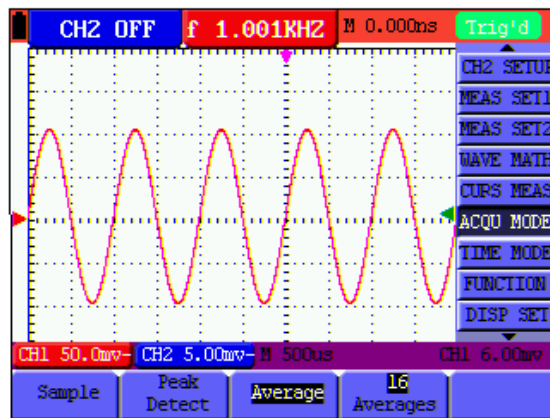 CH2 OFF f 1.001KHZ M 0.000ns Trig'd
CH2 SETUP
MEAS SET1
MEAS SET2
WAVE MATH
CURS MEAS
ACQU MODE
TIME MODE
FUNCTION
DISP SET
CH1 50.0mv~ CH2 5.00mv~ M 500us CH1 6.00mv
Sample
Peak
Detect
Average
16
Averages